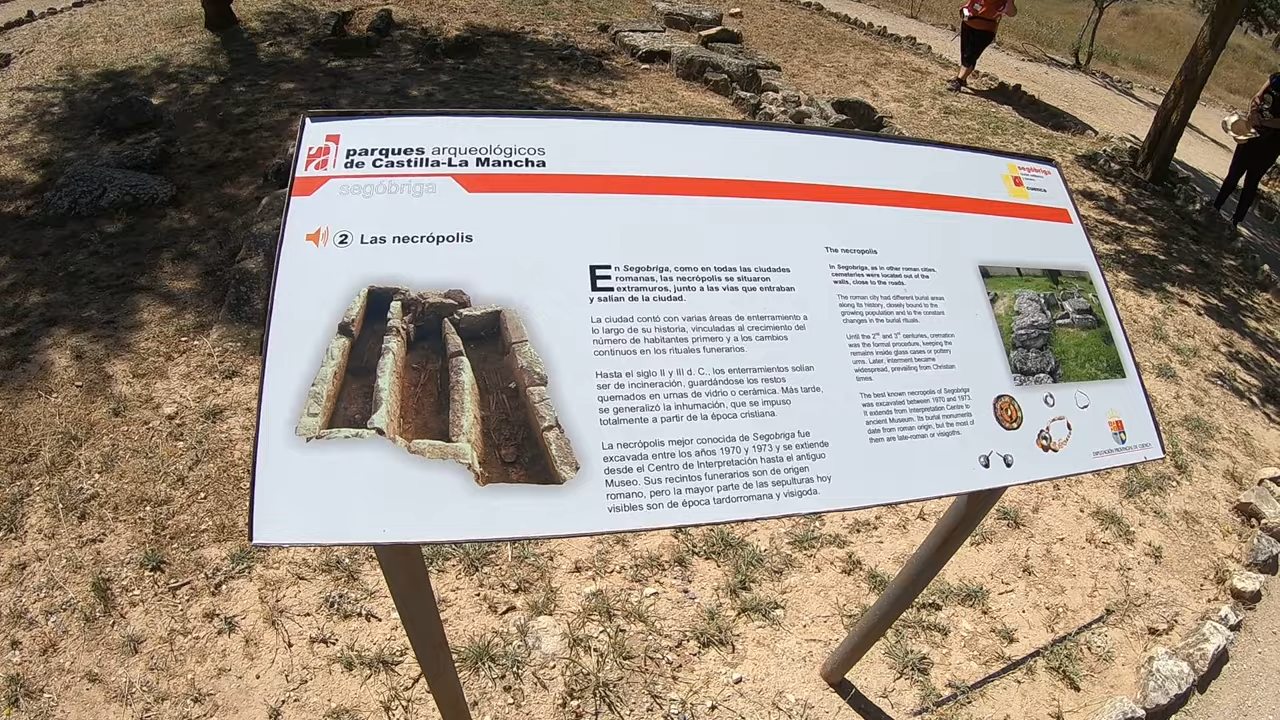 parques arqueológicos
de Castilla-La Mancha
segóbriga
segóbriga
cuenca
2 Las necrópolis
En Segobriga, como en todas las ciudades
romanas, las necrópolis se situaron
extramuros, junto a las vías que entraban
y salían de la ciudad.
La ciudad contó con varias áreas de enterramiento a
lo largo de su historia, vinculadas al crecimiento del
número de habitantes primero y a los cambios
continuos en los rituales funerarios.
Hasta el siglo II y III d. C., los enterramientos solían
ser de incineración, guardándose los restos
quemados en urnas de vidrio o cerámica. Más tarde,
se generalizó la inhumación, que se impuso
totalmente a partir de la época cristiana.
La necrópolis mejor conocida de Segobriga fue
excavada entre los años 1970 y 1973 y se extiende
desde el Centro de Interpretación hasta el antiguo
Museo. Sus recintos funerarios son de origen
romano, pero la mayor parte de las sepulturas hoy
visibles son de época tardorromana y visigoda.
The necropolis
In Segobriga, as in other roman cities,
cemeteries were located out of the
walls, close to the roads.
The roman city had different burial areas
along its history, closely bound to the
growing population and to the constant
changes in the burial rituals.
Until the 2nd and 3rd centuries, cremation
was the formal procedure, keeping the
remains inside glass cases or pottery
urns. Later, interment became
widespread, prevailing from Christian
times.
The best known necropolis of Segobriga
was excavated between 1970 and 1973.
It extends from Interpretation Centre to
ancient Museum. Its burial monuments
date from roman origin, but the most of
them are late-roman or visigoths.
DIPUTACIÓN PROVINCIAL DE CUENCA